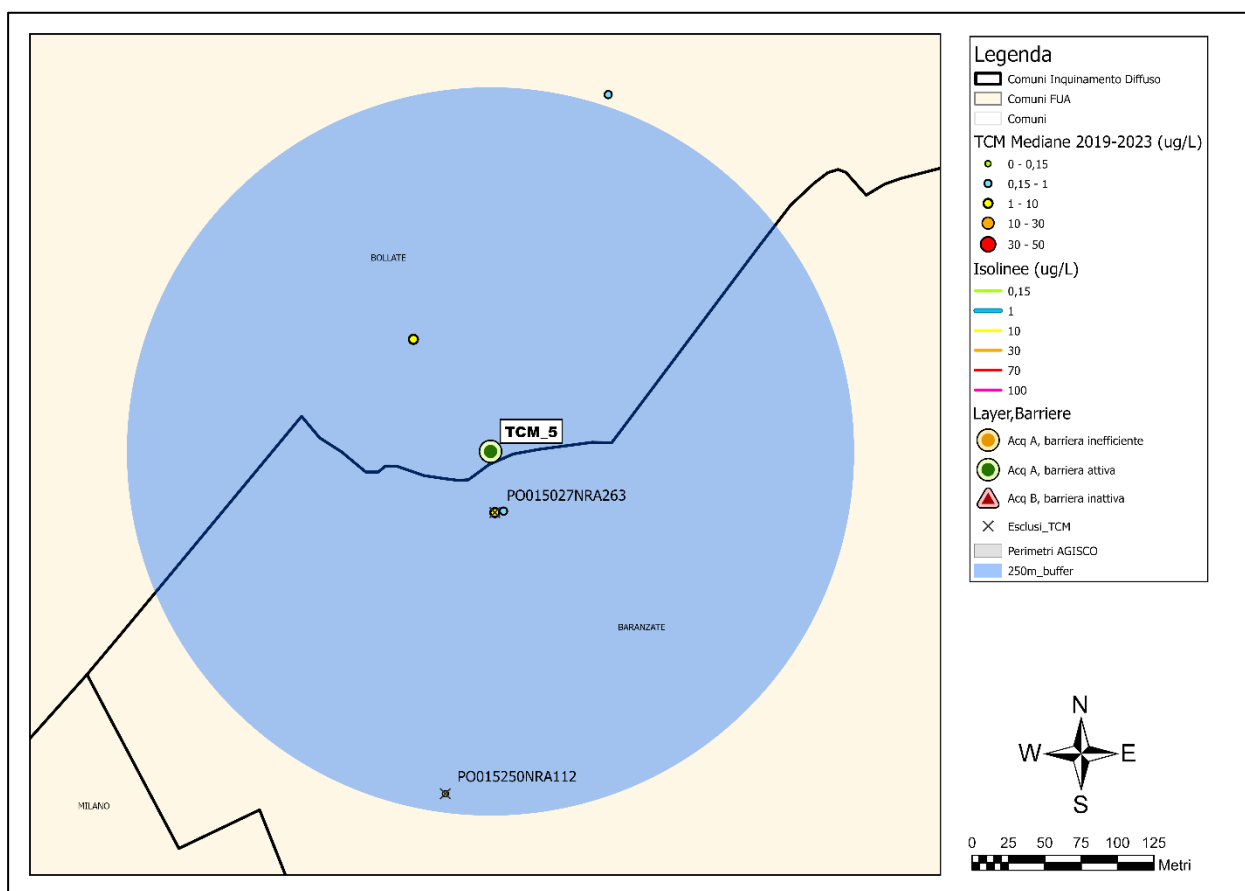 BOLLATE
TCM_5
PO015027NRA263
BARANZATE
PO015250NRA112
MILANO
Legenda
Comuni Inquinamento Diffuso
Comuni FUA
Comuni
TCM Mediane 2019-2023 (ug/L)
0 - 0,15
0,15 - 1
1 - 10
10 - 30
30 - 50
Isolinee (ug/L)
0,15
1
10
30
70
100
Layer,Barriere
Acq A, barriera inefficiente
Acq A, barriera attiva
Acq B, barriera inattiva
Esclusi_TCM
Perimetri AGISCO
250m_buffer
N
W E
S
0 25 50 75 100 125
Metri